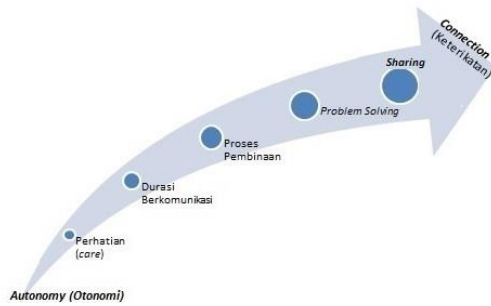 Connection
(Keterikatan)
Sharing
Problem Solving
Proses
Pembinaan
Durasi
Berkomunikasi
Perhatian
(care)
Autonomy (Otonomi)